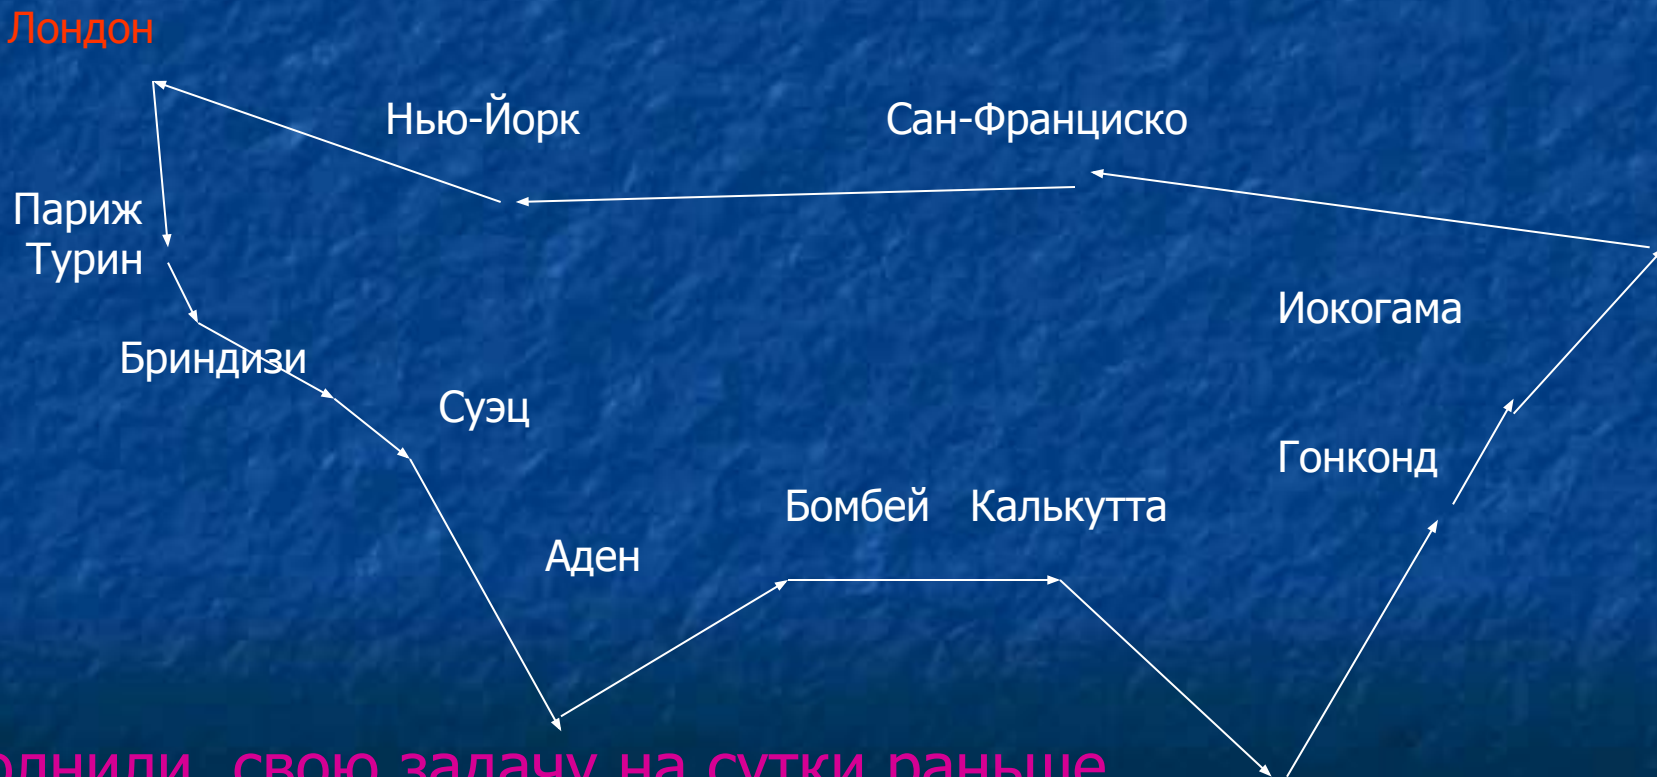 Лондон
Нью-Йорк Сан-Франциско
Париж
Турин
Иокогама
Бриндизи
Суэц
Гонконд
Бомбей Калькутта
Аден
свою задачу на сутки раньше